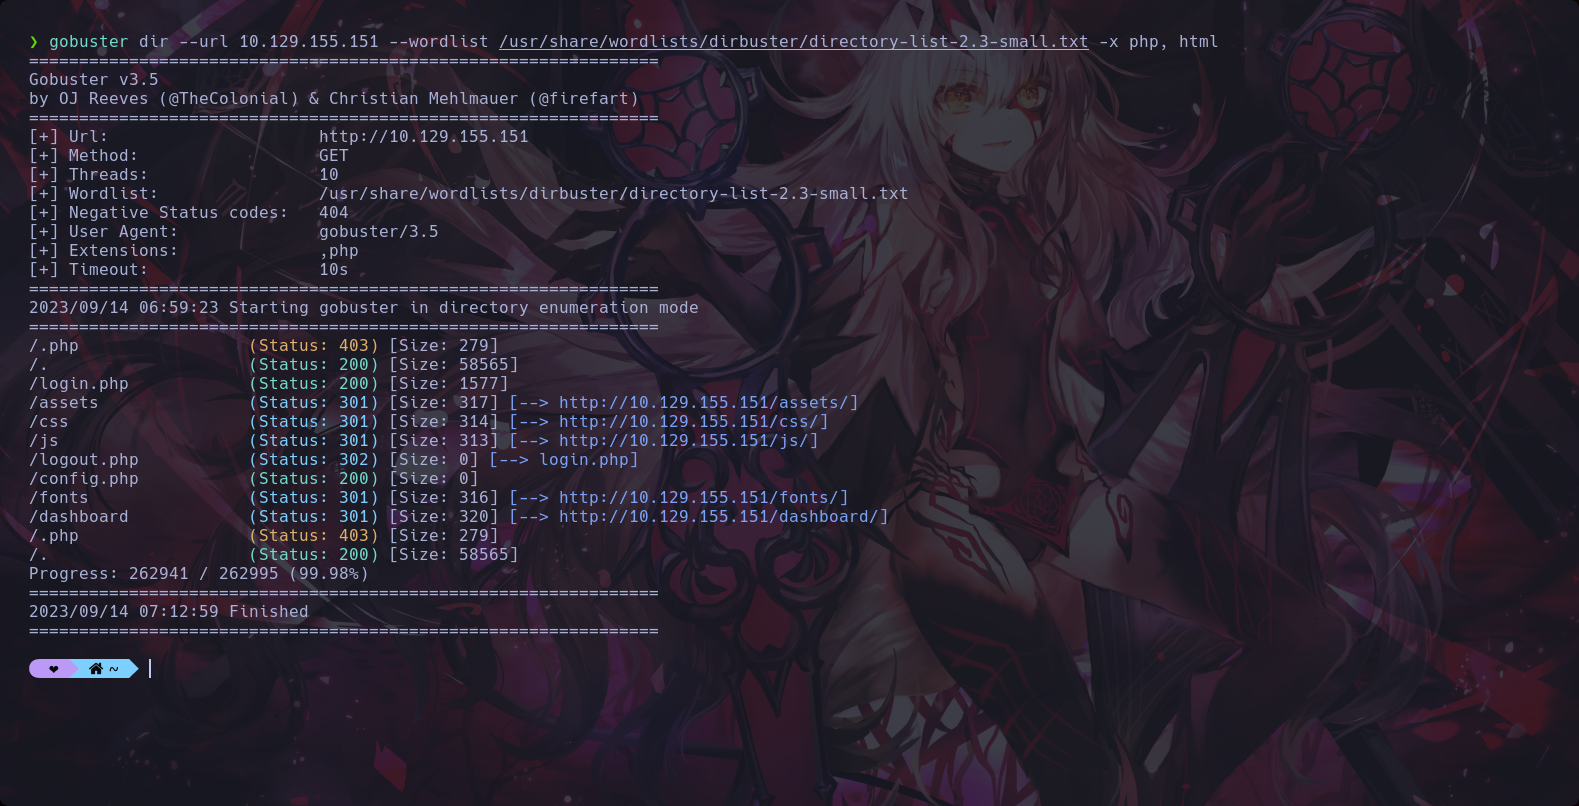 ❯ gobuster dir --url 10.129.155.151 --wordlist /usr/share/wordlists/dirbuster/directory-list-2.3-small.txt -x php, html
===============================================================
Gobuster v3.5
by OJ Reeves (@TheColonial) & Christian Mehlmauer (@firefart)
===============================================================
[+] Url:                     http://10.129.155.151
[+] Method:                  GET
[+] Threads:                 10
[+] Wordlist:                /usr/share/wordlists/dirbuster/directory-list-2.3-small.txt
[+] Negative Status codes:   404
[+] User Agent:              gobuster/3.5
[+] Extensions:              ,php
[+] Timeout:                 10s
===============================================================
2023/09/14 06:59:23 Starting gobuster in directory enumeration mode
===============================================================
/.php                 (Status: 403) [Size: 279]
/.                    (Status: 200) [Size: 58565]
/login.php            (Status: 200) [Size: 1577]
/assets               (Status: 301) [Size: 317] [--> http://10.129.155.151/assets/]
/css                  (Status: 301) [Size: 314] [--> http://10.129.155.151/css/]
/js                   (Status: 301) [Size: 313] [--> http://10.129.155.151/js/]
/logout.php           (Status: 302) [Size: 0] [--> login.php]
/config.php           (Status: 200) [Size: 0]
/fonts                (Status: 301) [Size: 316] [--> http://10.129.155.151/fonts/]
/dashboard            (Status: 301) [Size: 320] [--> http://10.129.155.151/dashboard/]
/.php                 (Status: 403) [Size: 279]
/.                    (Status: 200) [Size: 58565]
Progress: 262941 / 262995 (99.98%)
===============================================================
2023/09/14 07:12:59 Finished
===============================================================
❤ ~